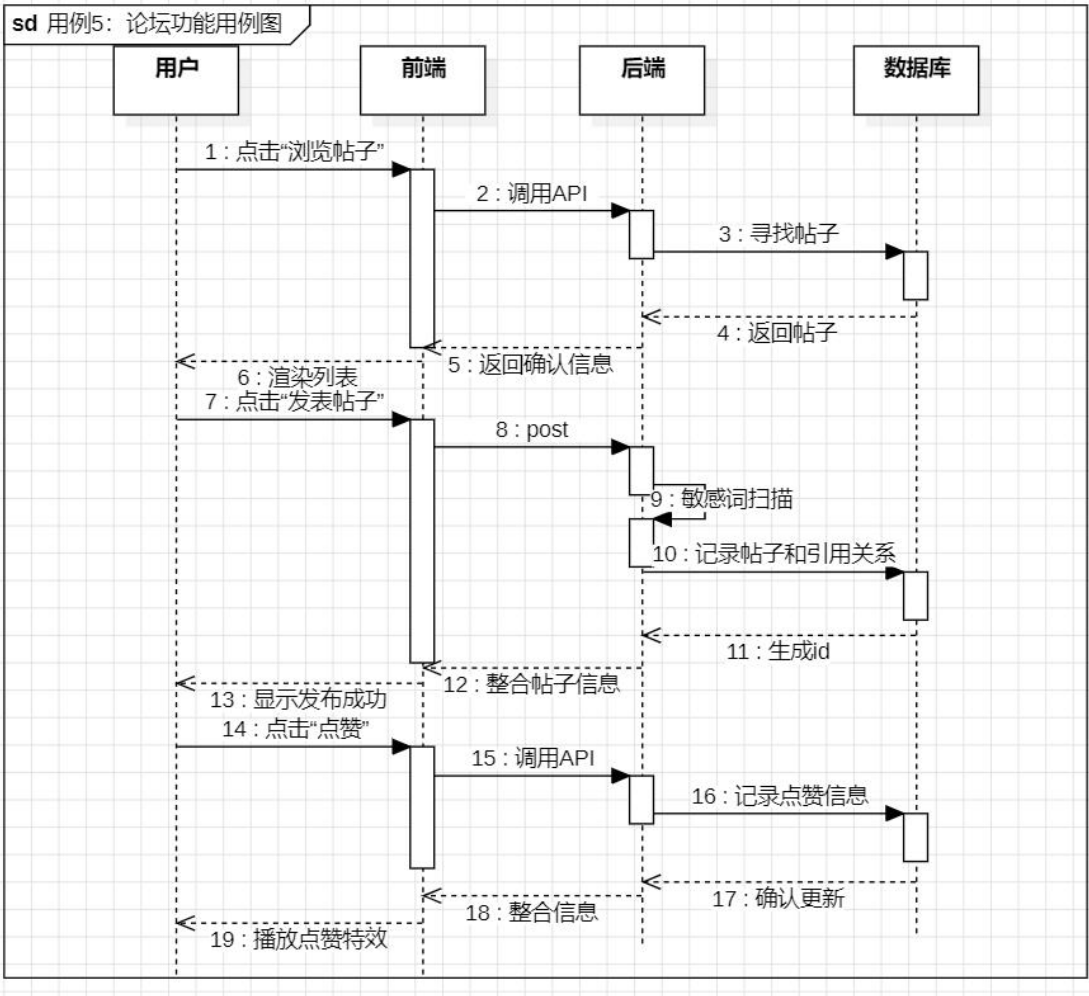 sd 用例5：论坛功能用例图
用户
前端
后端
数据库
1 : 点击“浏览帖子”
2 : 调用API
3 : 寻找帖子
4 : 返回帖子
5 : 返回确认信息
6 : 渲染列表
7 : 点击“发表帖子”
8 : post
9 : 敏感词扫描
10 : 记录帖子和引用关系
11 : 生成id
12 : 整合帖子信息
13 : 显示发布成功
14 : 点击“点赞”
15 : 调用API
16 : 记录点赞信息
17 : 确认更新
18 : 整合信息
19 : 播放点赞特效